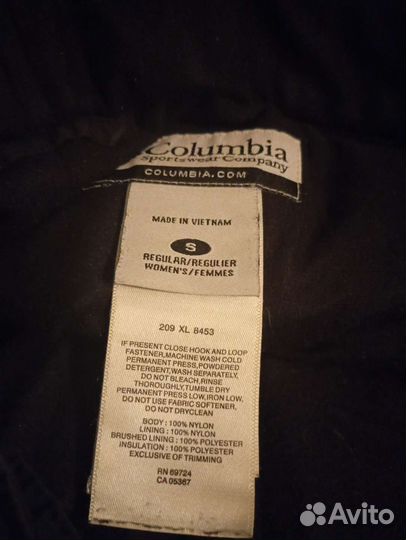 Columbia
Sportswear Company
COLUMBIA.COM
MADE IN VIETNAM
S
REGULAR/REGULIER
WOMEN'S/FEMMES
209 XL 8453
IF PRESENT CLOSE HOOK AND LOOP
FASTENER,MACHINE WASH COLD
PERMANENT PRESS,POWDERED
DETERGENT,WASH SEPARATELY,
DO NOT BLEACH,RINSE
THOROUGHLY,TUMBLE DRY
PERMANENT PRESS LOW,IRON LOW,
DO NOT USE FABRIC SOFTENER,
DO NOT DRYCLEAN
BODY : 100% NYLON
LINING : 100% NYLON
BRUSHED LINING : 100% POLYESTER
INSULATION : 100% POLYESTER
EXCLUSIVE OF TRIMMING
RN 69724
CA 05367
Avito